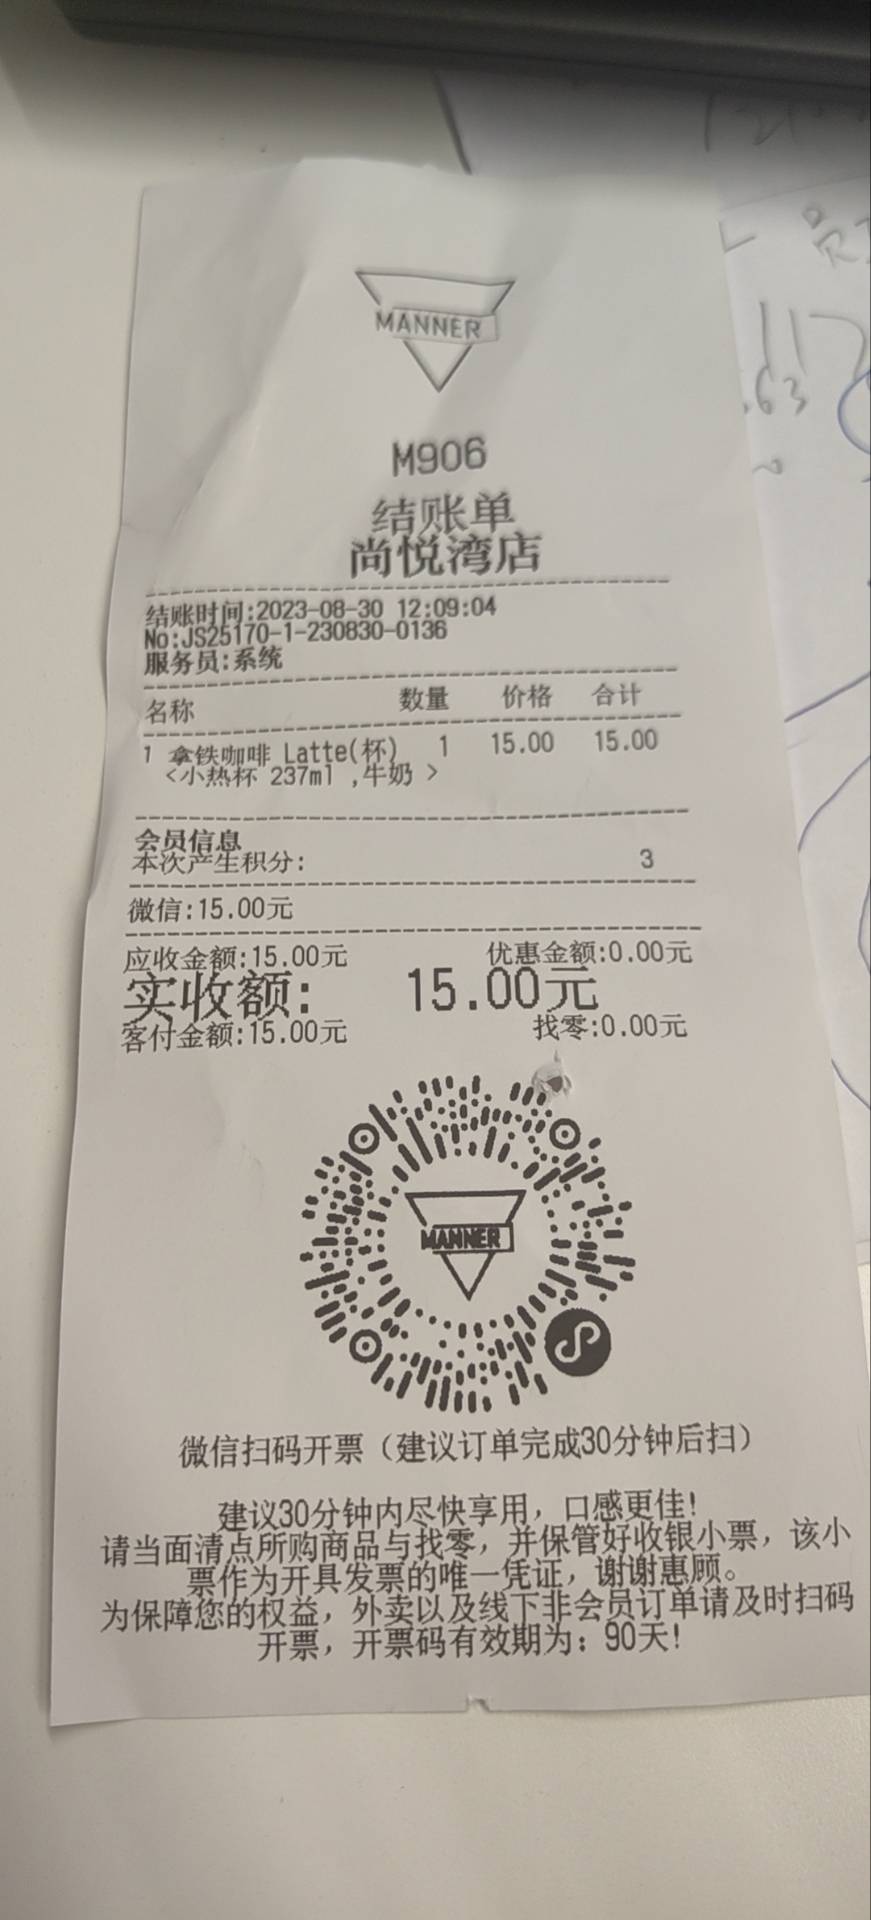 MANNER
M906
结账单
尚悦湾店
结账时间:2023-08-30 12:09:04
No:JS25170-1-230830-0136
服务员:系统
名称 数量 价格 合计
1 拿铁咖啡 Latte(杯) 1 15.00 15.00
<小热杯 237ml ,牛奶 >
会员信息
本次产生积分: 3
微信:15.00元
应收金额:15.00元 优惠金额:0.00元
实收额: 15.00元
客付金额:15.00元 找零:0.00元
MANNER
微信扫码开票（建议订单完成30分钟后扫）
建议30分钟内尽快享用，口感更佳!
请当面清点所购商品与找零，并保管好收银小票，该小
票作为开具发票的唯一凭证，谢谢惠顾。
为保障您的权益，外卖以及线下非会员订单请及时扫码
开票，开票码有效期为：90天!
.63